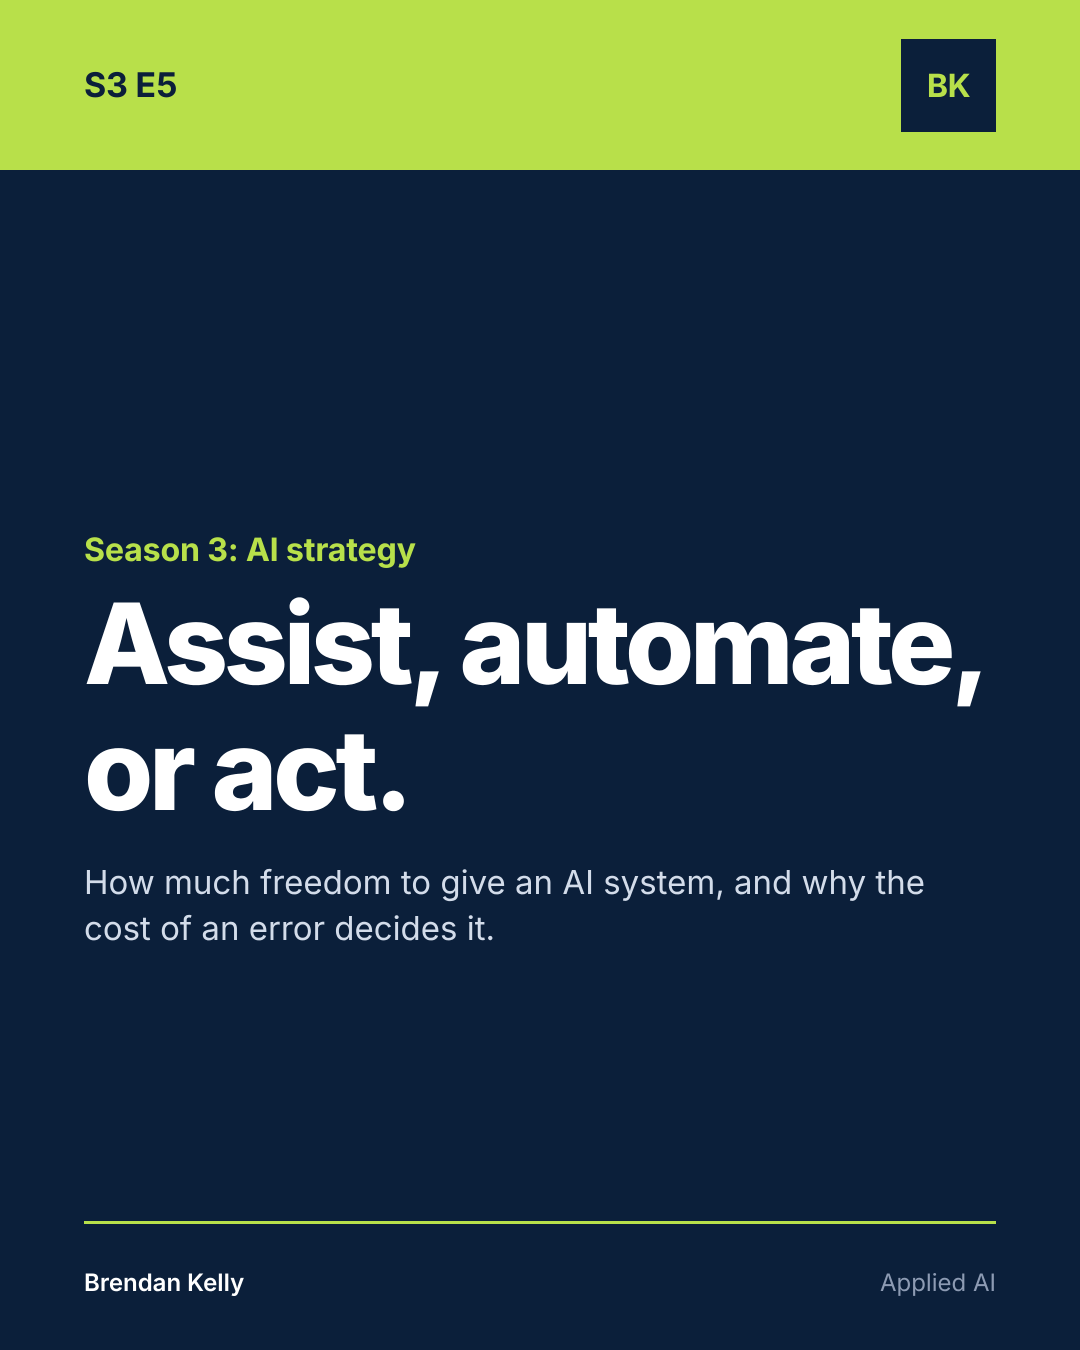 S3 E5
BK
Season 3: AI strategy
Assist, automate,
or act.
How much freedom to give an AI system, and why the
cost of an error decides it.
Brendan Kelly
Applied AI